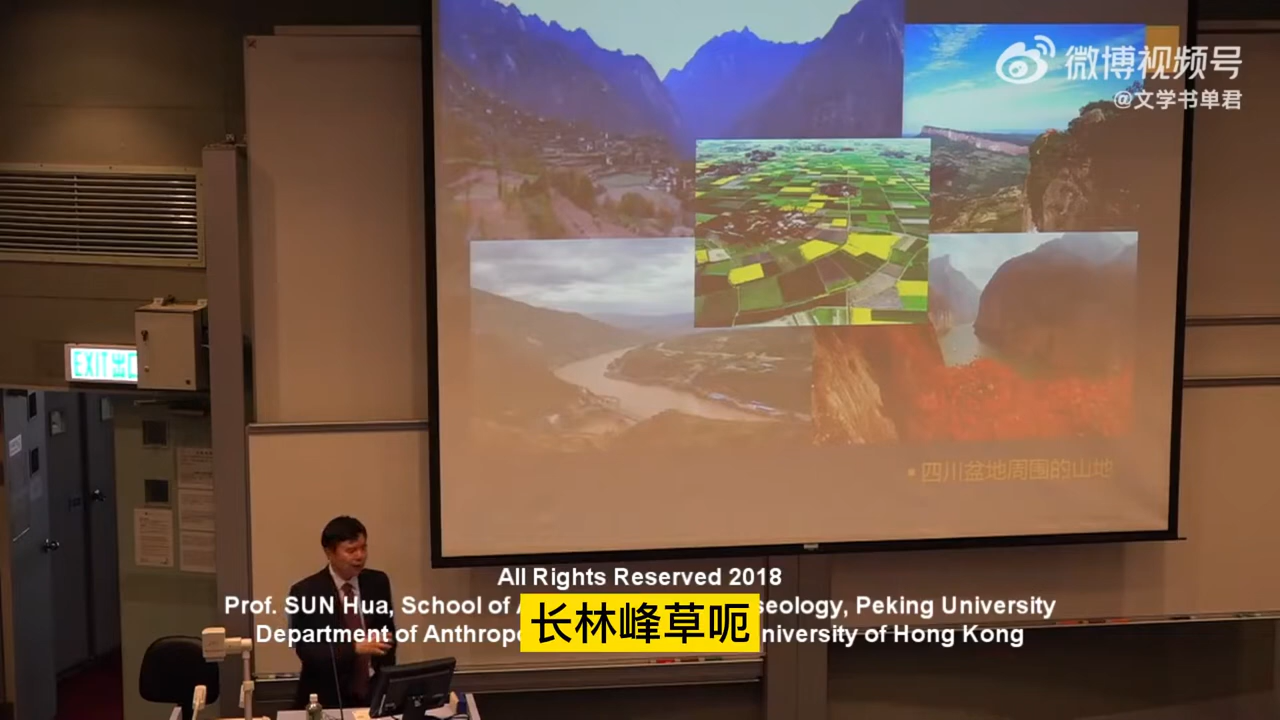 微博视频号
@文学书单君
EXIT 出口
▪ 四川盆地周围的山地
All Rights Reserved 2018
Prof. SUN Hua, School of A seology, Peking University
长林峰草呃
Department of Anthropo niversity of Hong Kong